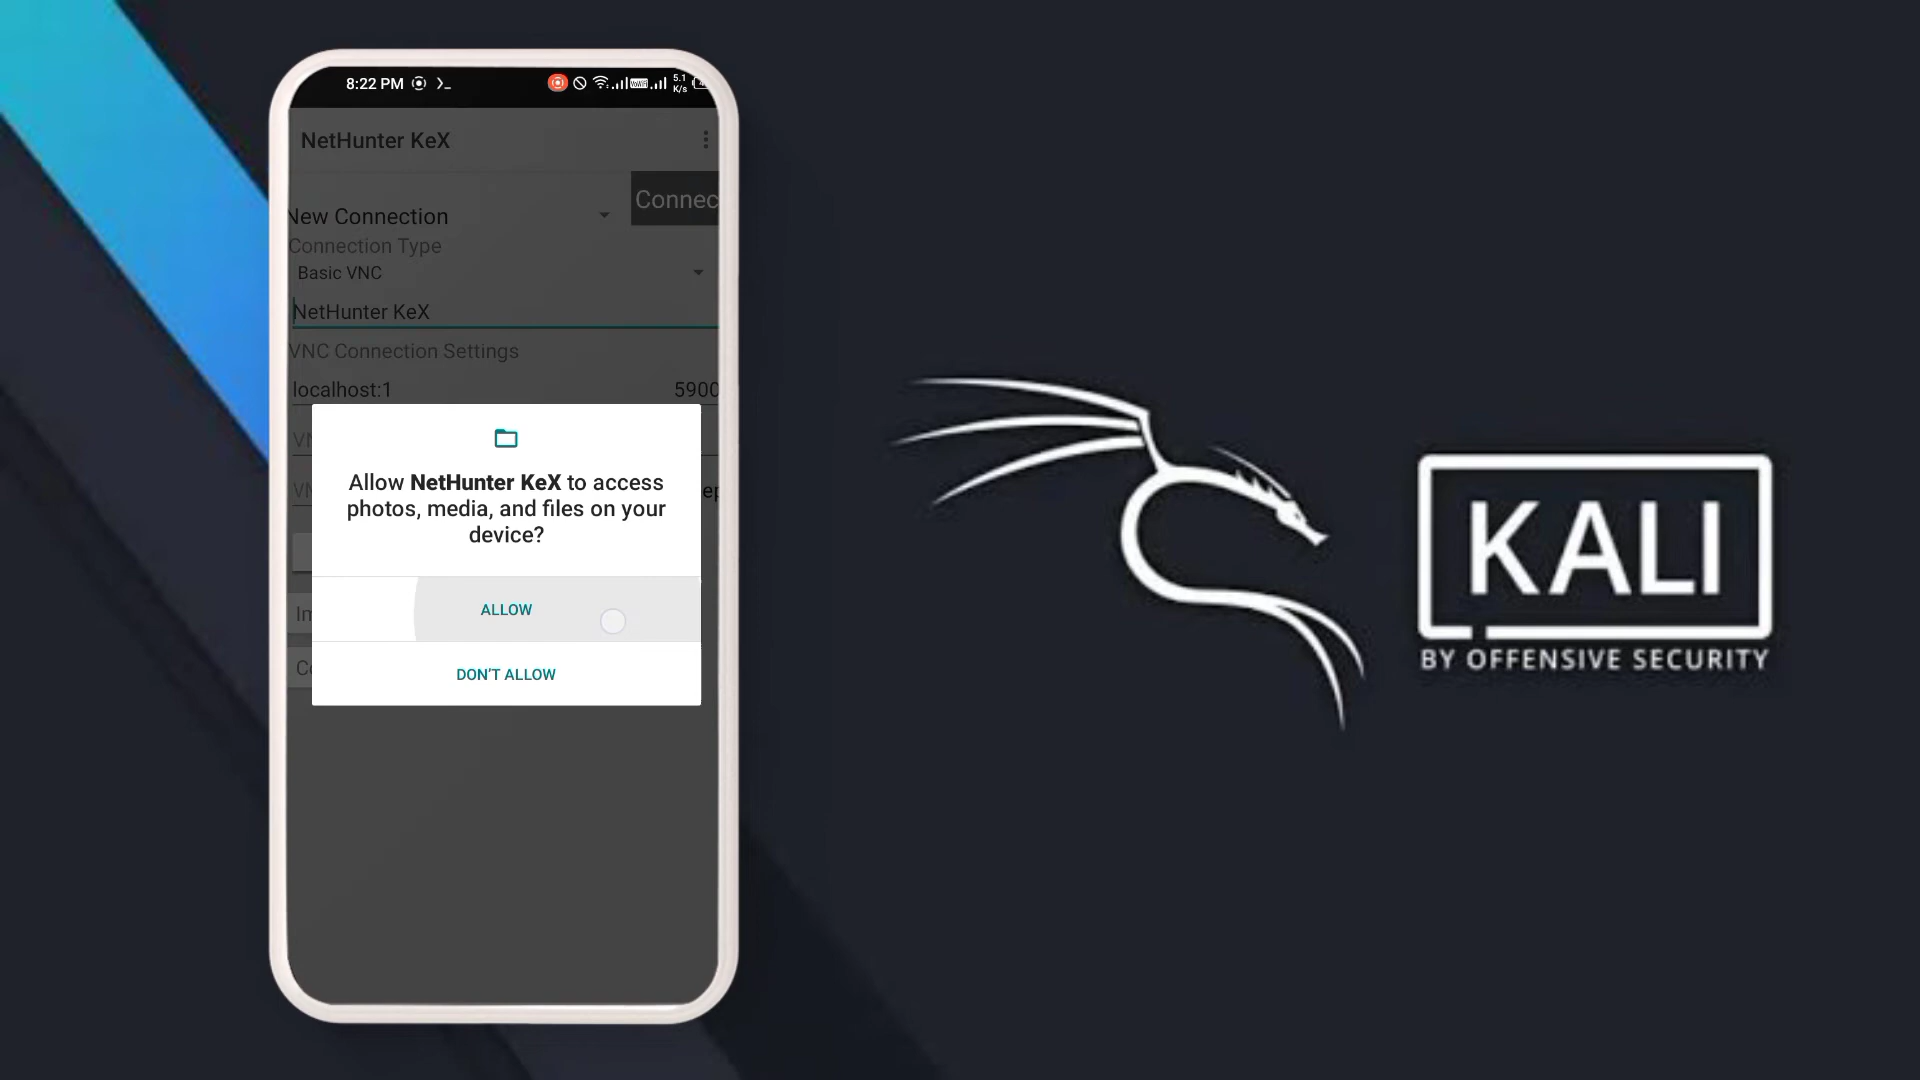 8:22 PM
5.1
K/s
NetHunter KeX
Connec
New Connection
Connection Type
Basic VNC
NetHunter KeX
VNC Connection Settings
localhost:1
5900
Allow NetHunter KeX to access
photos, media, and files on your
device?
ALLOW
DON'T ALLOW
KALI
BY OFFENSIVE SECURITY